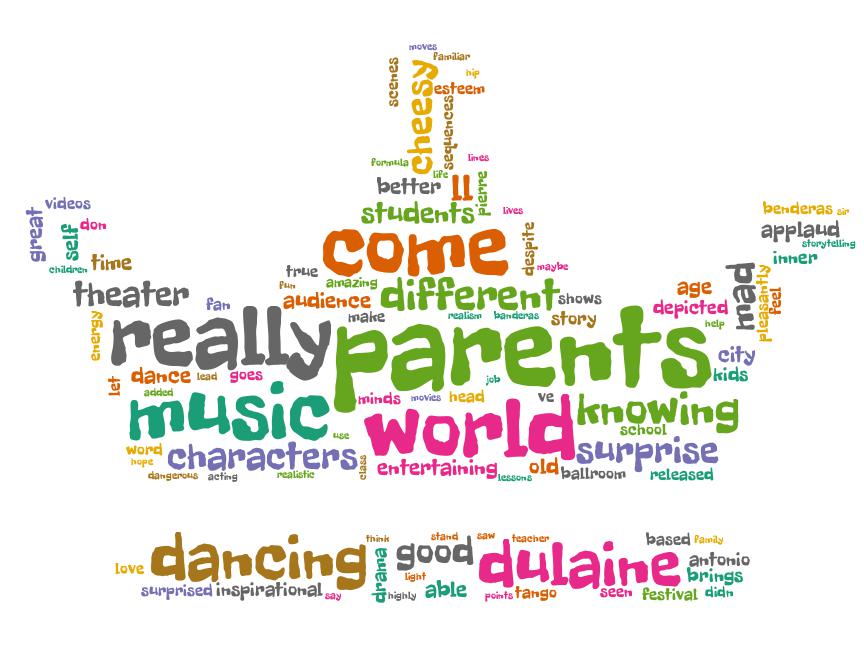 moves
scenes
familiar
hip
cheesy
esteem
sequences
formula
lines
life
better
ll
pierre
students
lives
come
despite
maybe
videos
great
self
don
children
time
benderas
sir
applaud
storytelling
inner
mad
pleasantly
feel
true
fun
amazing
theater
fan
audience
different
shows
age
depicted
help
energy
really
make
realism
banderas
story
parents
city
kids
let
dance
lead
goes
added
job
music
minds
movies
head
ve
world
knowing
school
use
word
hope
characters
class
surprise
dangerous
acting
realistic
entertaining
lessons
old
ballroom
released
love
dancing
think
drama
good
stand
saw
teacher
dulaine
based
family
antonio
brings
light
surprised
inspirational
say
highly
able
points
tango
seen
festival
didn